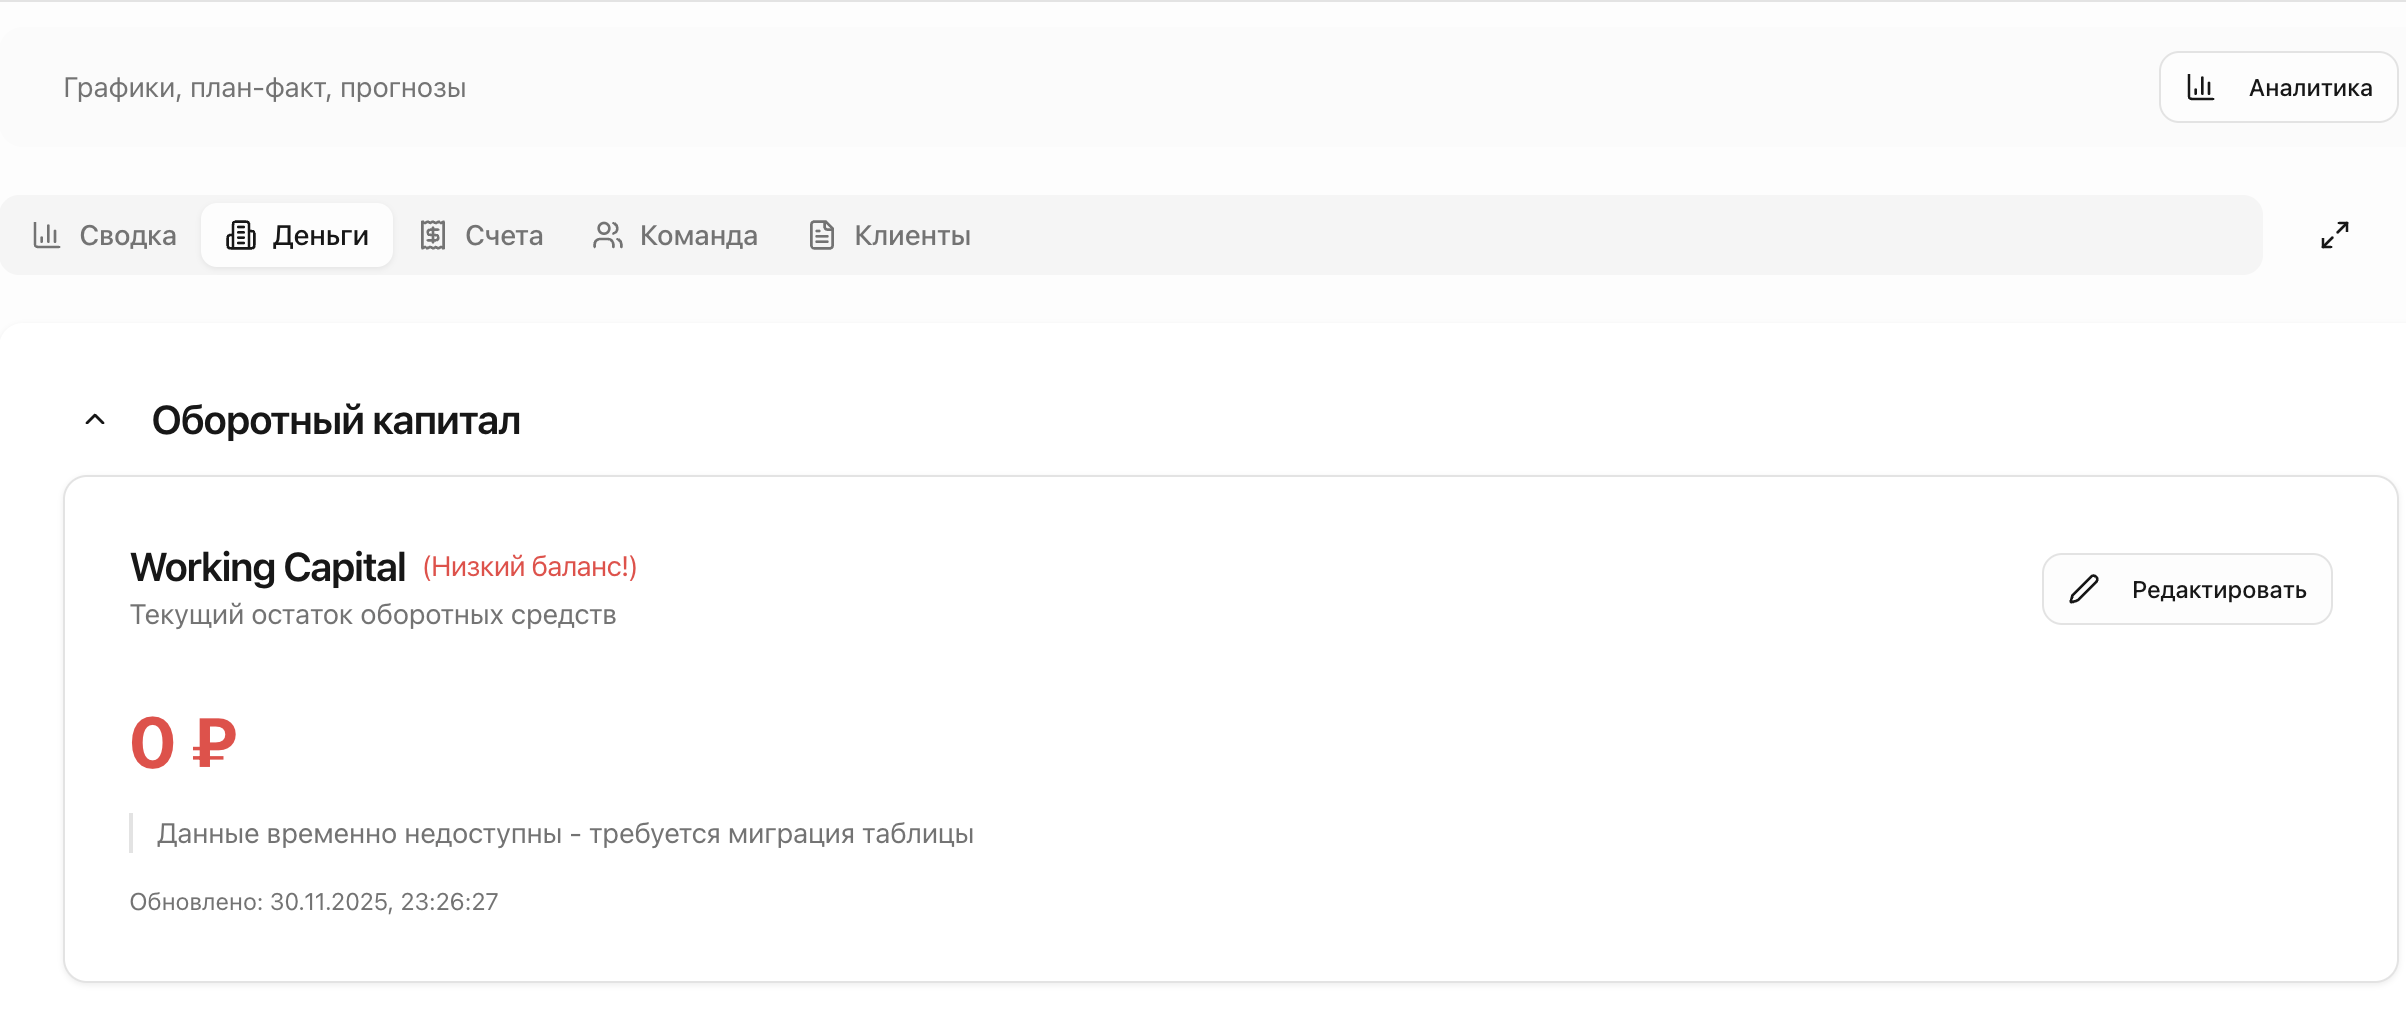 Графики, план-факт, прогнозы
Аналитика
Сводка
Деньги
Счета
Команда
Клиенты
Оборотный капитал
Working Capital (Низкий баланс!)
Текущий остаток оборотных средств
Редактировать
0 ₽
Данные временно недоступны - требуется миграция таблицы
Обновлено: 30.11.2025, 23:26:27